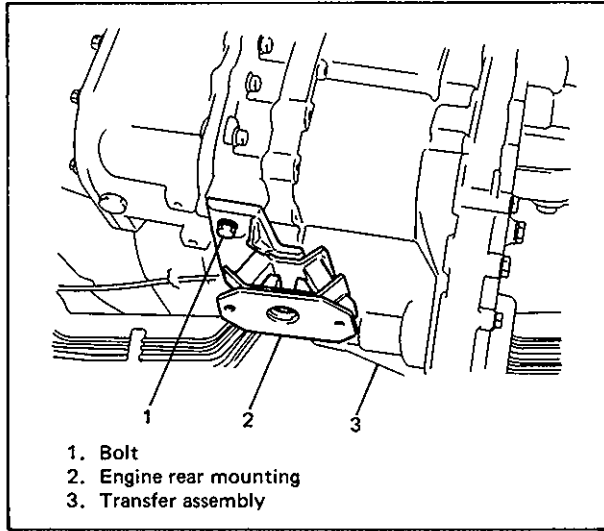 1 2 3
1. Bolt
2. Engine rear mounting
3. Transfer assembly